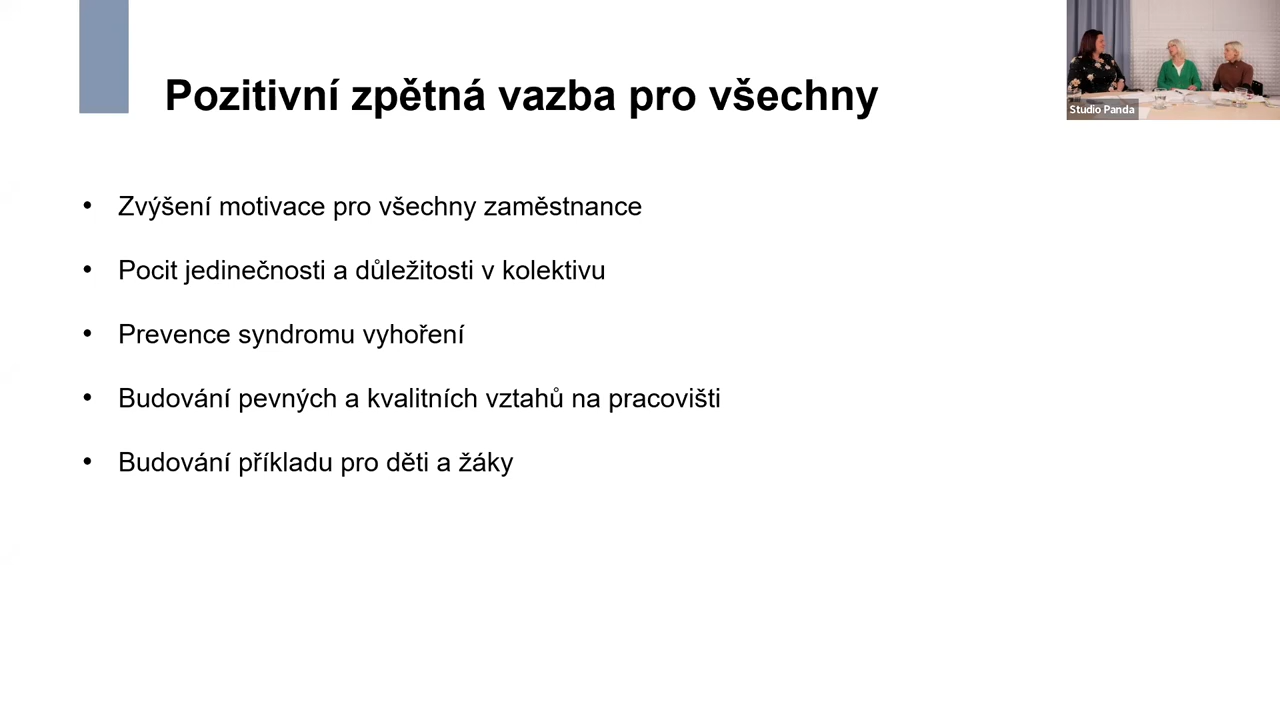 Pozitivní zpětná vazba pro všechny
Studio Panda
• Zvýšení motivace pro všechny zaměstnance
• Pocit jedinečnosti a důležitosti v kolektivu
• Prevence syndromu vyhoření
• Budování pevných a kvalitních vztahů na pracovišti
• Budování příkladu pro děti a žáky